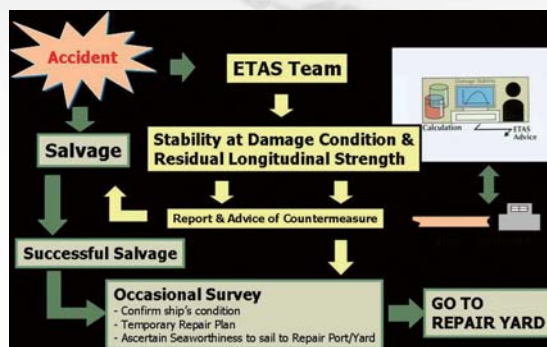 Accident
ETAS Team
Damage Stability
Calculation
ETAS
Advice
Salvage
Stability at Damage Condition &
Residual Longitudinal Strength
Report & Advice of Countermeasure
Successful Salvage
Occasional Survey
- Confirm ship's condition
- Temporary Repair Plan
- Ascertain Seaworthiness to sail to Repair Port/Yard
GO TO
REPAIR YARD